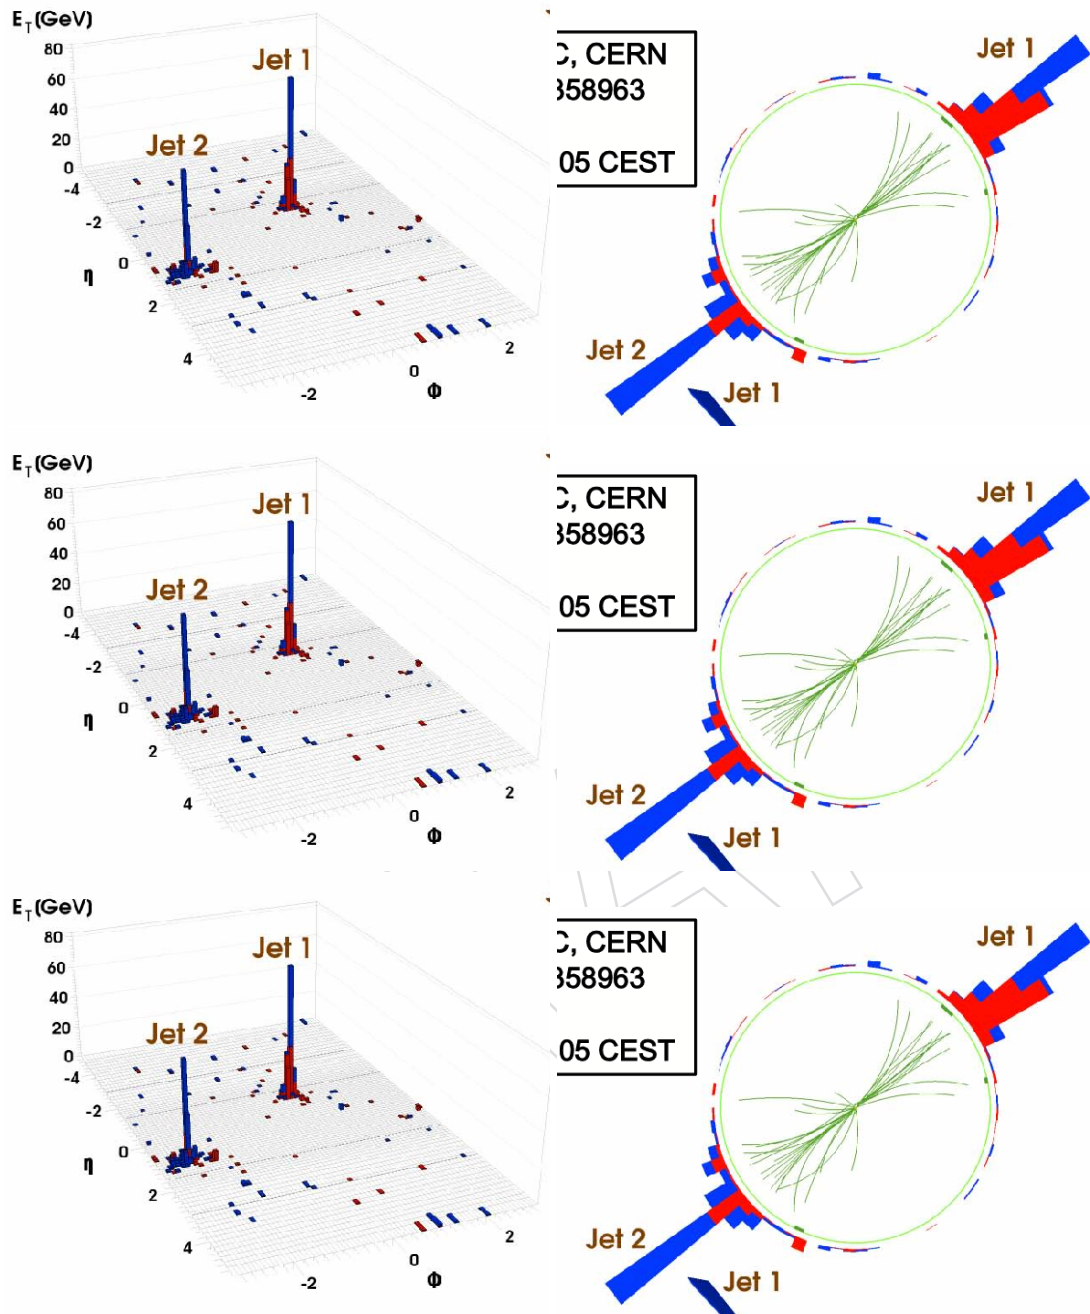 E_T(GeV)
80
60
40
20
0
-4
-2
0
2
4
η
-2
0
2
Φ
Jet 1
Jet 2
C, CERN
358963
05 CEST
Jet 1
Jet 2
Jet 1
E_T(GeV)
80
60
40
20
0
-4
-2
0
2
4
η
-2
0
2
Φ
Jet 1
Jet 2
C, CERN
358963
05 CEST
Jet 1
Jet 2
Jet 1
E_T(GeV)
80
60
40
20
0
-4
-2
0
2
4
η
-2
0
2
Φ
Jet 1
Jet 2
C, CERN
358963
05 CEST
Jet 1
Jet 2
Jet 1